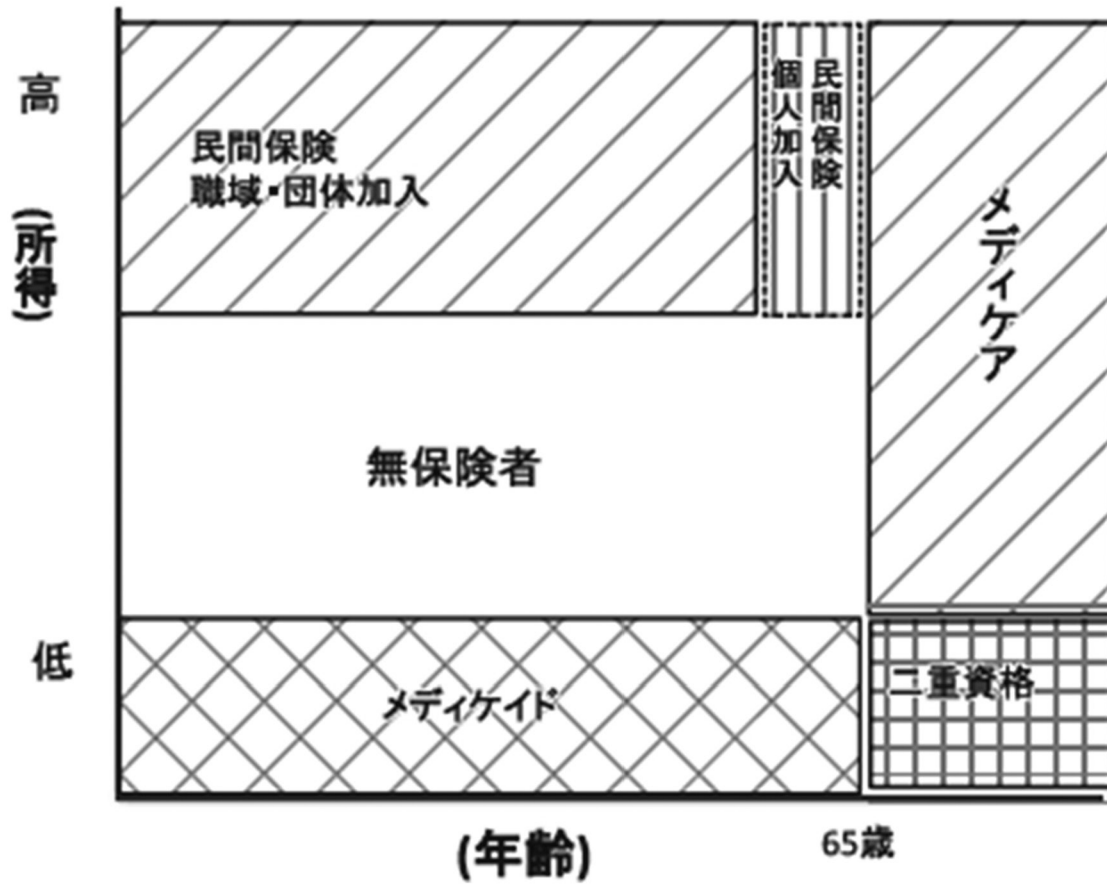 高
(所得)
低
民間保険
職域・団体加入
民間保険
個人加入
メディケア
無保険者
メディケイド
二重資格
65歳
(年齢)